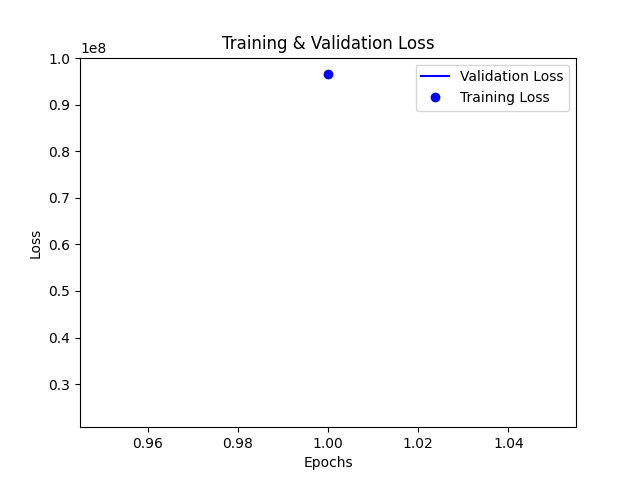 Training & Validation Loss
1e8
1.0
0.9
0.8
0.7
0.6
0.5
0.4
0.3
Loss
Validation Loss
Training Loss
0.96 0.98 1.00 1.02 1.04
Epochs